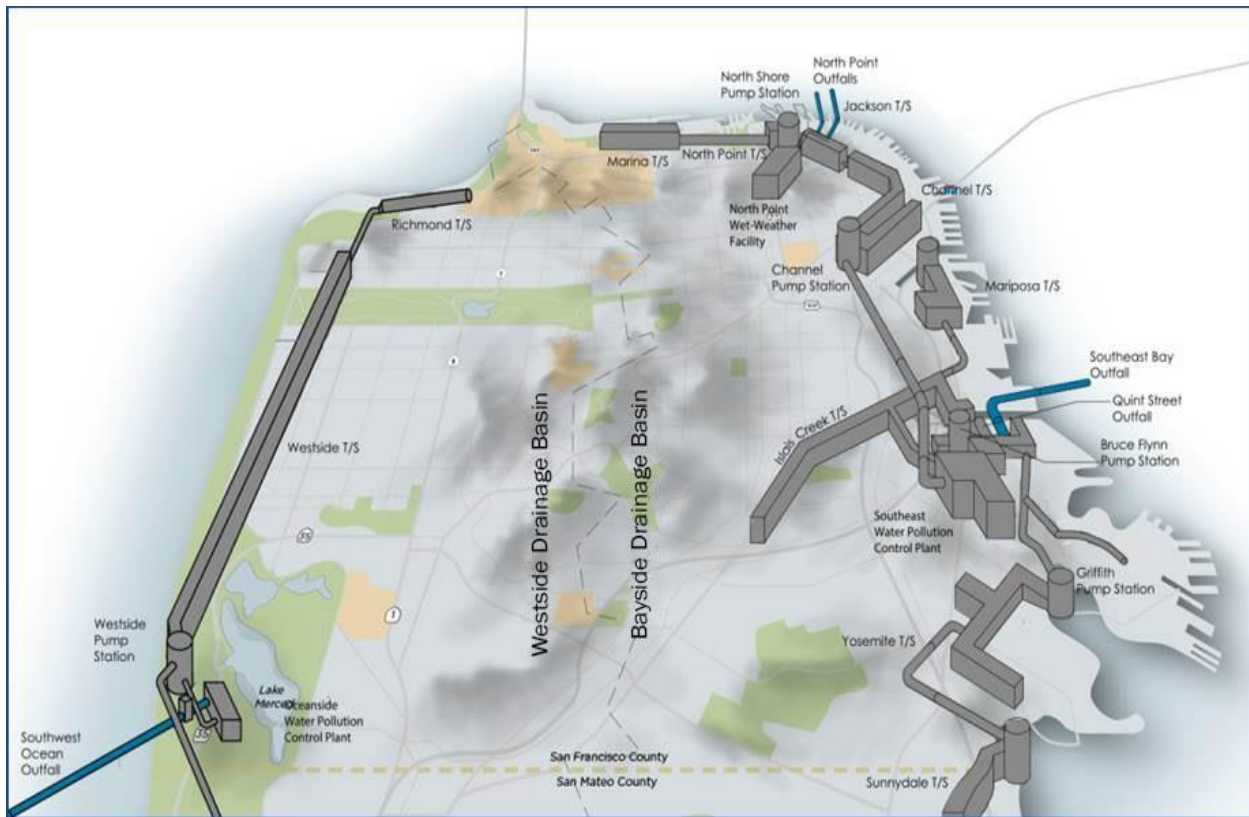 North Shore
Pump Station
North Point
Outfalls
Jackson T/S
Marina T/S
North Point T/S
Channel T/S
Richmond T/S
North Point
Wet-Weather
Facility
Channel
Pump Station
Mariposa T/S
Southeast Bay
Outfall
Quint Street
Outfall
Bruce Flynn
Pump Station
Islais Creek T/S
Westside T/S
Westside Drainage Basin
Bayside Drainage Basin
Southeast
Water Pollution
Control Plant
Griffith
Pump Station
35
1
Westside
Pump
Station
Yosemite T/S
Lake
Merced
Oceanside
Water Pollution
Control Plant
35
Southwest
Ocean
Outfall
San Francisco County
San Mateo County
Sunnydale T/S